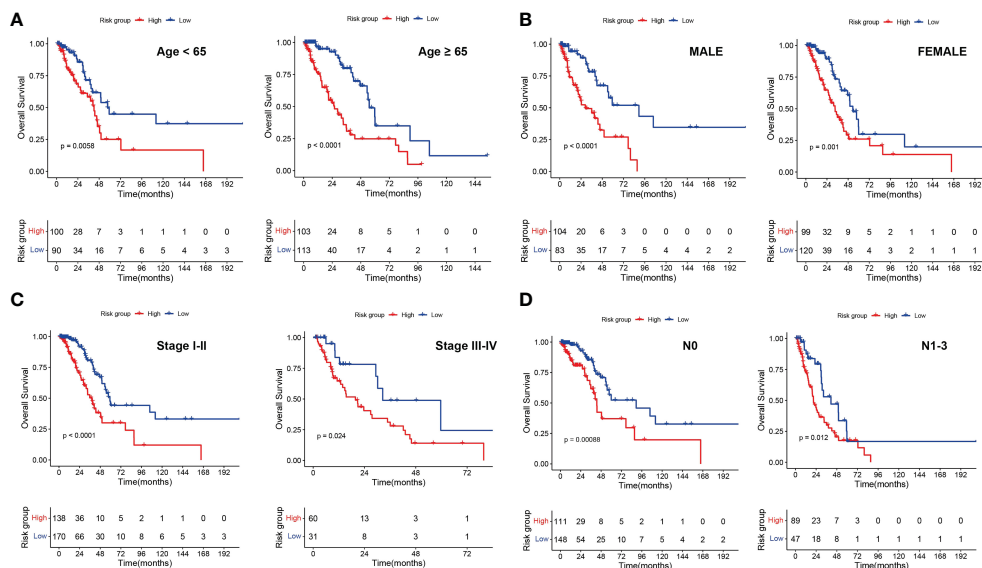 A
Risk group High Low
Age < 65
Overall Survival
1.00
0.75
0.50
0.25
0.00
p = 0.0058
0 24 48 72 96 120 144 168 192
Time(months)
Risk group
High 100 28 7 3 1 1 0 0
Low 90 34 16 7 6 5 4 3 3
0 24 48 72 96 120 144 168 192
Time(months)
Risk group High Low
Age ≥ 65
Overall Survival
1.00
0.75
0.50
0.25
0.00
p < 0.0001
0 24 48 72 96 120 144
Time(months)
Risk group
High 103 24 8 5 1 0 0
Low 113 40 17 4 2 1 1
0 24 48 72 96 120 144
Time(months)
B
Risk group High Low
MALE
Overall Survival
1.00
0.75
0.50
0.25
0.00
p < 0.0001
0 24 48 72 96 120 144 168 192
Time(months)
Risk group
High 104 20 6 3 0 0 0 0 0
Low 83 35 17 7 5 4 4 2 2
0 24 48 72 96 120 144 168 192
Time(months)
Risk group High Low
FEMALE
Overall Survival
1.00
0.75
0.50
0.25
0.00
p = 0.001
0 24 48 72 96 120 144 168 192
Time(months)
Risk group
High 99 32 9 5 2 1 1 0 0
Low 120 39 16 4 3 2 1 1 1
0 24 48 72 96 120 144 168 192
Time(months)
C
Risk group High Low
Stage I-II
Overall Survival
1.00
0.75
0.50
0.25
0.00
p < 0.0001
0 24 48 72 96 120 144 168 192
Time(months)
Risk group
High 138 36 10 5 2 1 1 0 0
Low 170 66 30 10 8 6 5 3 3
0 24 48 72 96 120 144 168 192
Time(months)
Risk group High Low
Stage III-IV
Overall Survival
1.00
0.75
0.50
0.25
0.00
p = 0.024
0 24 48 72
Time(months)
Risk group
High 60 13 3 1
Low 31 8 3 1
0 24 48 72
Time(months)
D
Risk group High Low
N0
Overall Survival
1.00
0.75
0.50
0.25
0.00
p = 0.00088
0 24 48 72 96 120 144 168 192
Time(months)
Risk group
High 111 29 8 5 2 1 1 0 0
Low 148 54 25 10 7 5 4 2 2
0 24 48 72 96 120 144 168 192
Time(months)
Risk group High Low
N1-3
Overall Survival
1.00
0.75
0.50
0.25
0.00
p = 0.012
0 24 48 72 96 120 144 168 192
Time(months)
Risk group
High 89 23 7 3 0 0 0 0 0
Low 47 18 8 1 1 1 1 1 1
0 24 48 72 96 120 144 168 192
Time(months)